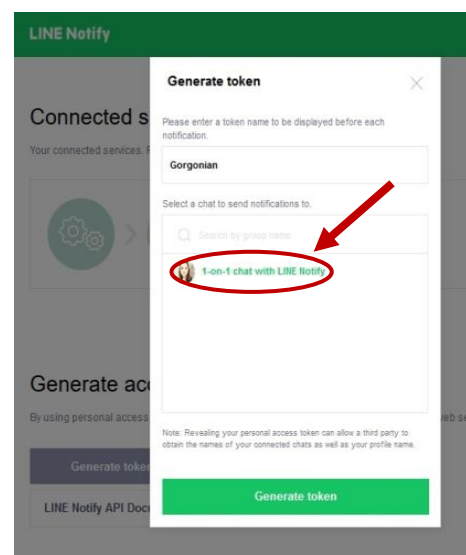 LINE Notify
Generate token
Connected s
Please enter a token name to be displayed before each
notification.
Your connected services.
Gorgonian
Select a chat to send notifications to.
Search by group name
1-on-1 chat with LINE Notify
Generate acc
By using personal access
eb se
Note: Revealing your personal access token can allow a third party to
obtain the names of your connected chats as well as your profile name.
Generate token
Generate token
LINE Notify API Doc